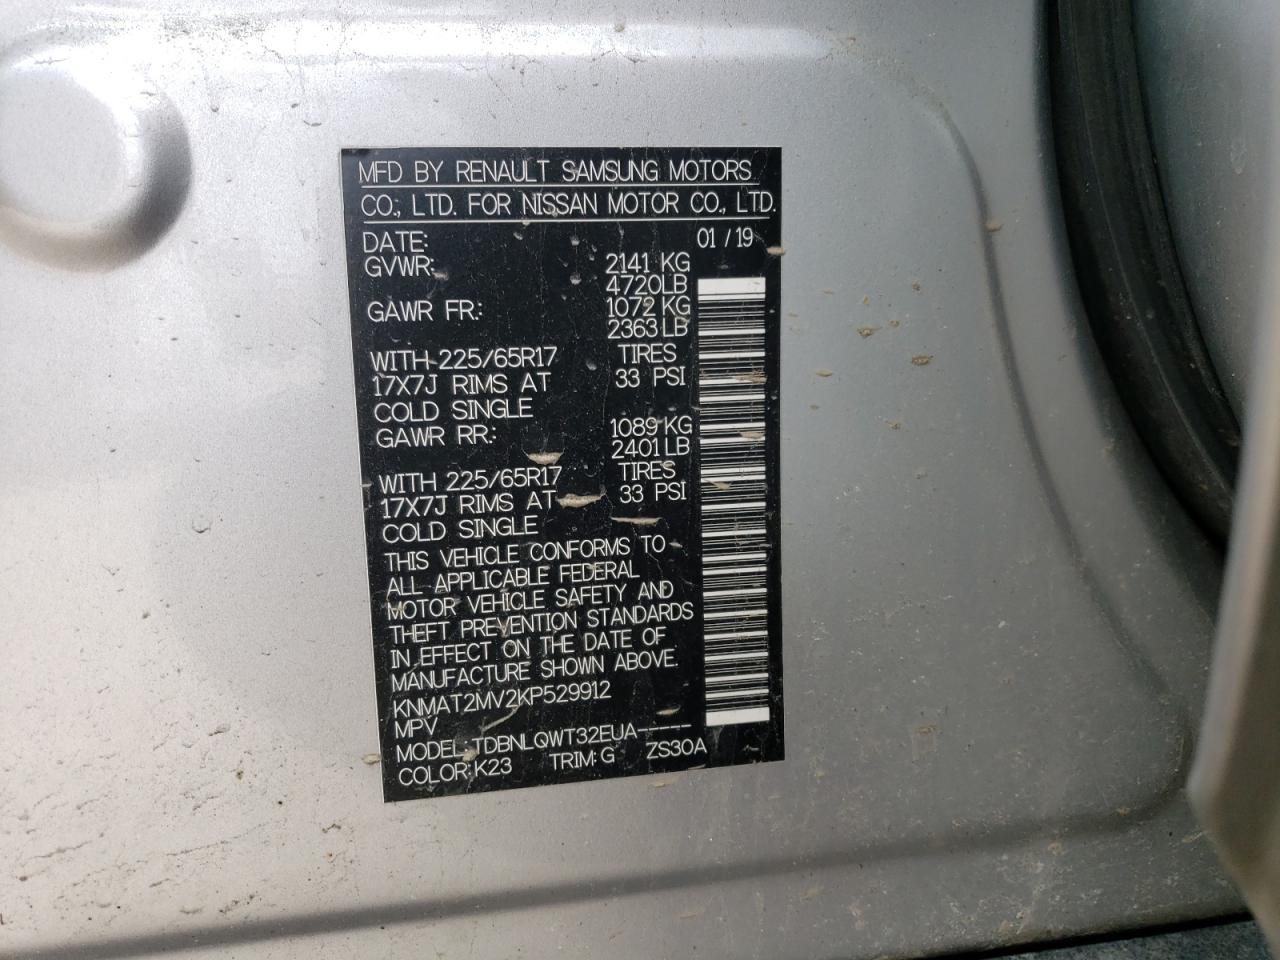 MFD BY RENAULT SAMSUNG MOTORS
CO., LTD. FOR NISSAN MOTOR CO., LTD.
DATE: 01 / 19
GVWR: 2141 KG
4720LB
GAWR FR: 1072 KG
2363 LB
WITH 225/65R17 TIRES
17X7J RIMS AT 33 PSI
COLD SINGLE
GAWR RR: 1089 KG
2401 LB
WITH 225/65R17 TIRES
17X7J RIMS AT 33 PSI
COLD SINGLE
THIS VEHICLE CONFORMS TO
ALL APPLICABLE FEDERAL
MOTOR VEHICLE SAFETY AND
THEFT PREVENTION STANDARDS
IN EFFECT ON THE DATE OF
MANUFACTURE SHOWN ABOVE.
KNMAT2MV2KP529912
MPV
MODEL: TDBNLQWT32EUA-----
COLOR: K23 TRIM: G ZS30A